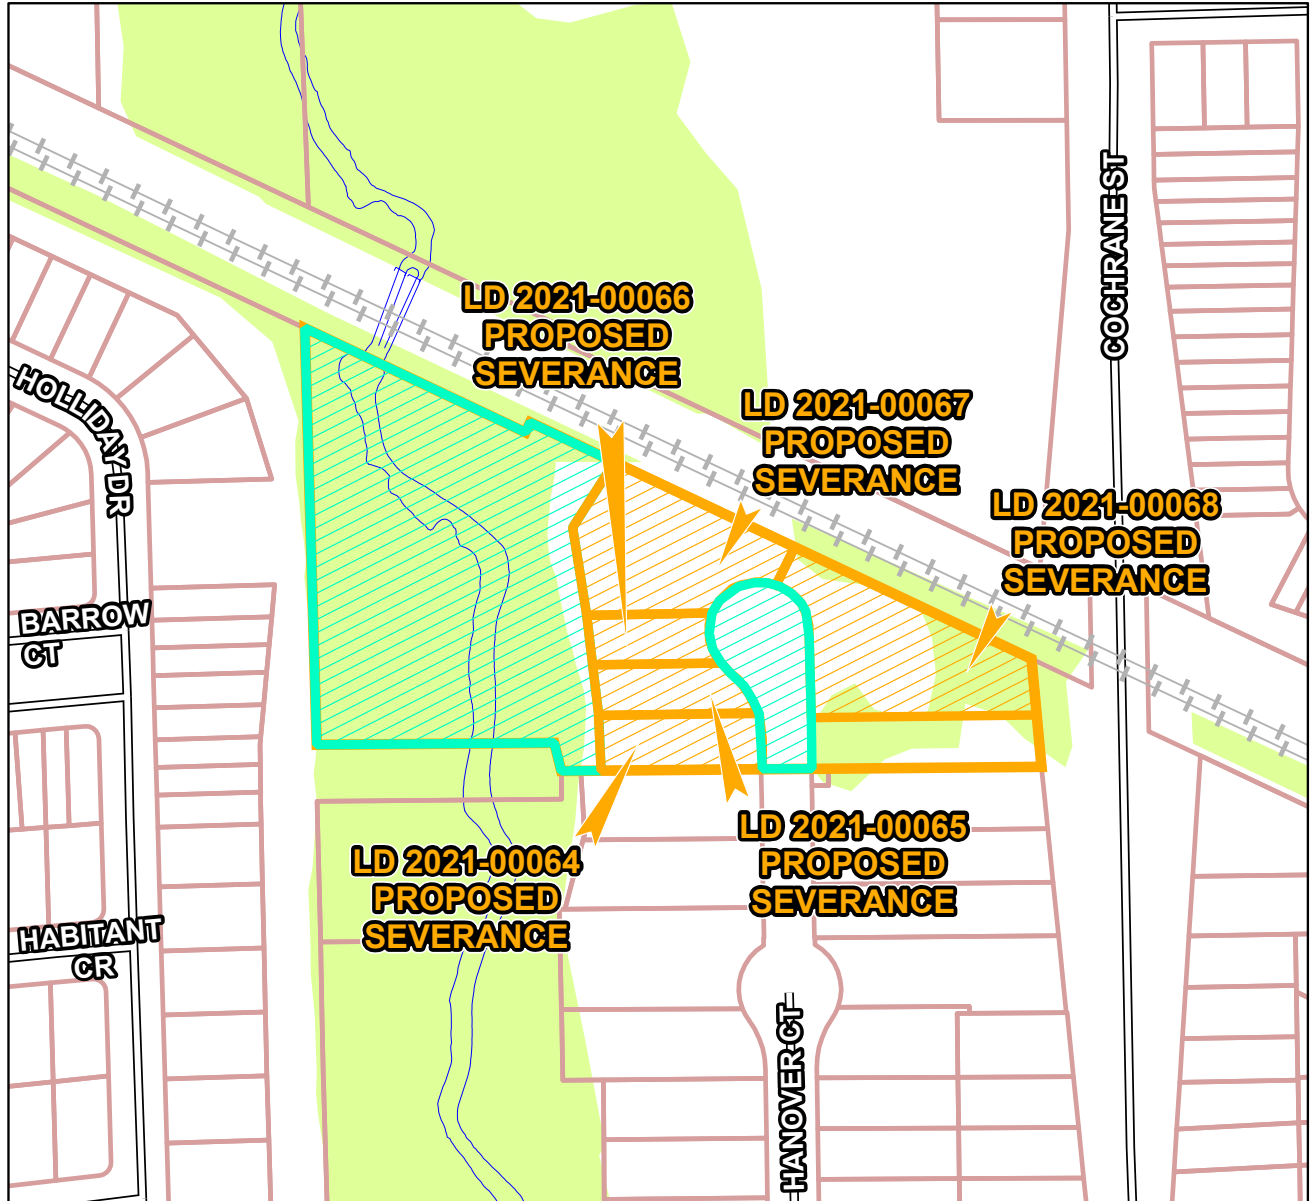 COCHRANE ST
LD 2021-00066
PROPOSED
SEVERANCE
LD 2021-00067
PROPOSED
SEVERANCE
HOLLIDAY DR
LD 2021-00068
PROPOSED
SEVERANCE
BARROW
CT
LD 2021-00065
PROPOSED
SEVERANCE
LD 2021-00064
PROPOSED
SEVERANCE
HABITANT
CR
HANOVER CT